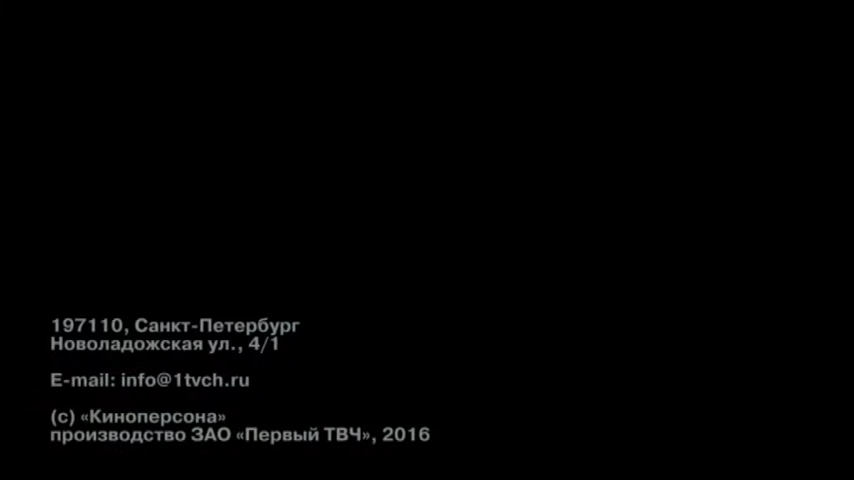 197110, Санкт-Петербург
Новоладожская ул., 4/1
E-mail: info@1tvch.ru
(с) «Киноперсона»
производство ЗАО «Первый ТВЧ», 2016